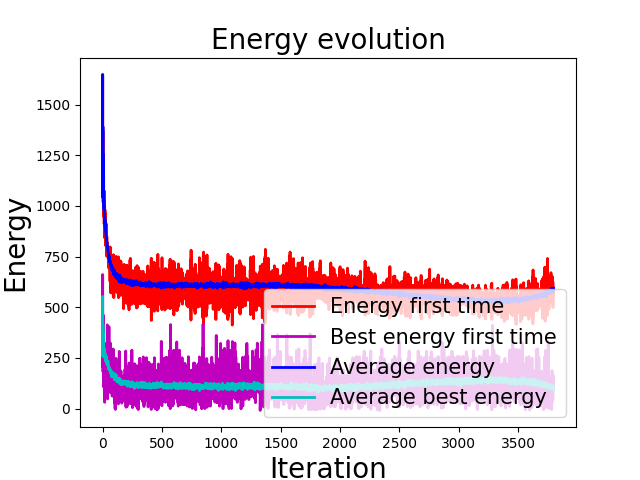 Energy evolution
Energy
1500
1250
1000
750
500
250
0
Energy first time
Best energy first time
Average energy
Average best energy
0 500 1000 1500 2000 2500 3000 3500
Iteration